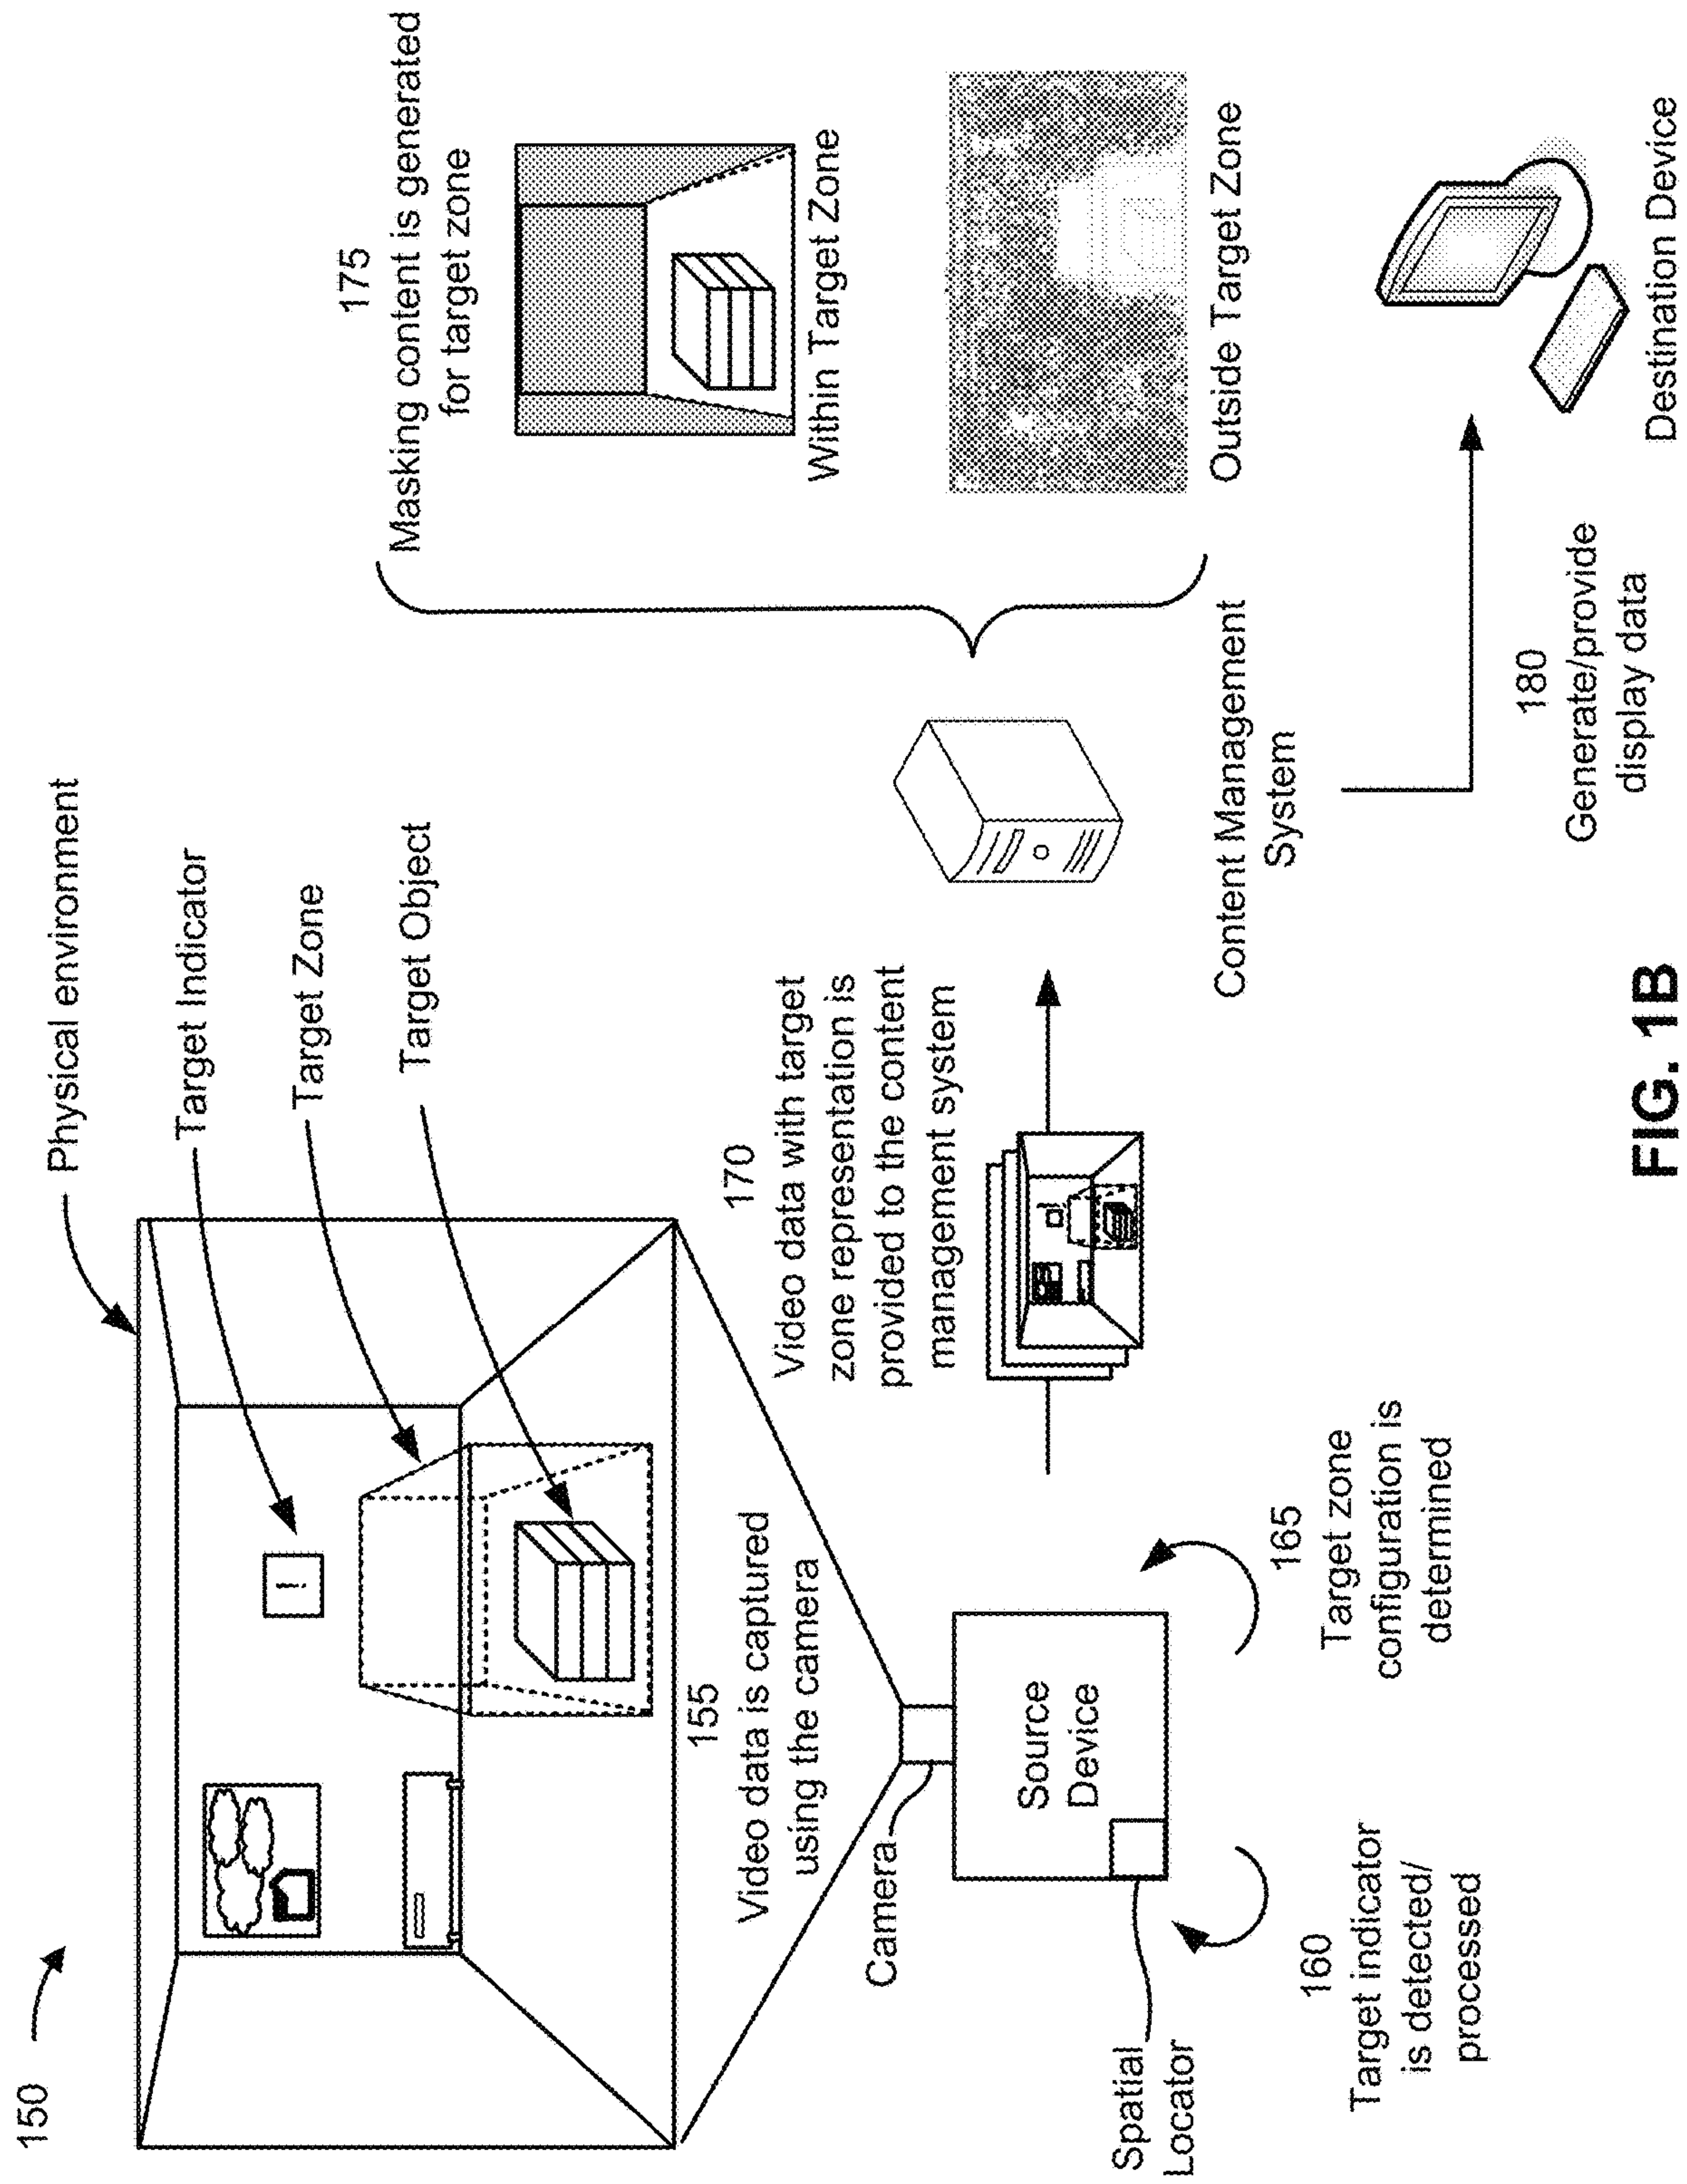 150
Physical environment
Target Indicator
Target Zone
Target Object
!
155
Video data is captured
using the camera
Camera
Source
Device
Spatial
Locator
160
Target indicator
is detected/
processed
165
Target zone
configuration is
determined
170
Video data with target
zone representation is
provided to the content
management system
Content Management
System
175
Masking content is generated
for target zone
Within Target Zone
Outside Target Zone
180
Generate/provide
display data
Destination Device
FIG. 1B